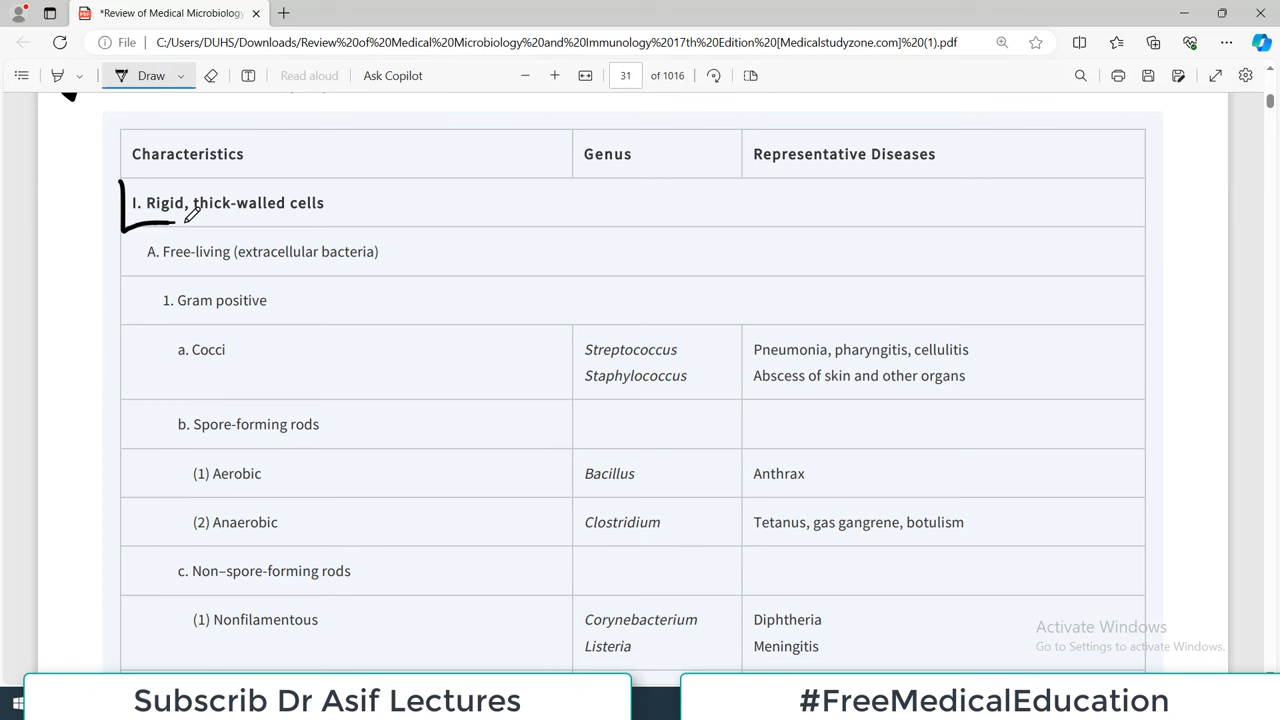 *Review of Medical Microbiology
File
C:/Users/DUHS/Downloads/Review%20of%20Medical%20Microbiology%20and%20Immunology%2017th%20Edition%20[Medicalstudyzone.com]%20(1).pdf
Draw
Read aloud
Ask Copilot
31 of 1016
Characteristics Genus Representative Diseases
I. Rigid, thick-walled cells
A. Free-living (extracellular bacteria)
1. Gram positive
a. Cocci Streptococcus Pneumonia, pharyngitis, cellulitis
Staphylococcus Abscess of skin and other organs
b. Spore-forming rods
(1) Aerobic Bacillus Anthrax
(2) Anaerobic Clostridium Tetanus, gas gangrene, botulism
c. Non–spore-forming rods
(1) Nonfilamentous Corynebacterium Diphtheria
Listeria Meningitis
Activate Windows
Go to Settings to activate Windows.
Subscrib Dr Asif Lectures
#FreeMedicalEducation